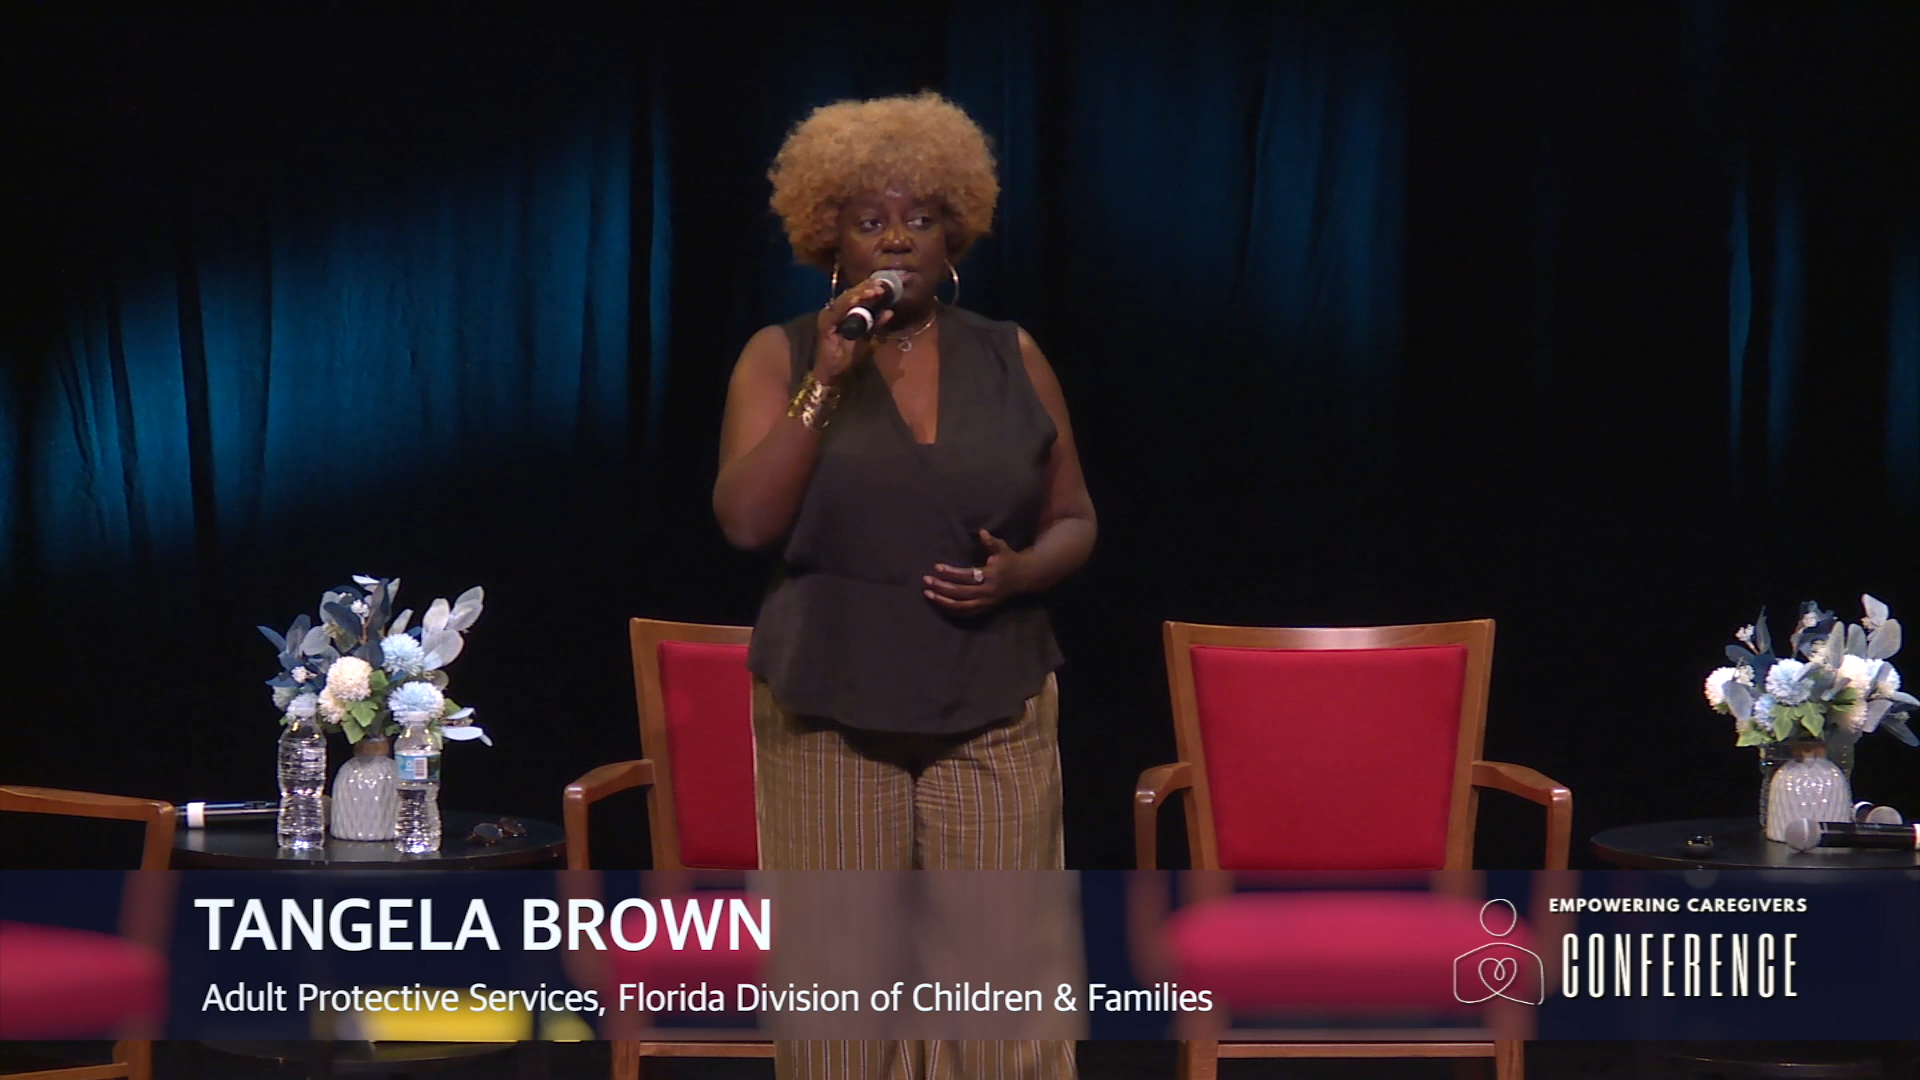 TANGELA BROWN
Adult Protective Services, Florida Division of Children & Families
EMPOWERING CAREGIVERS
CONFERENCE